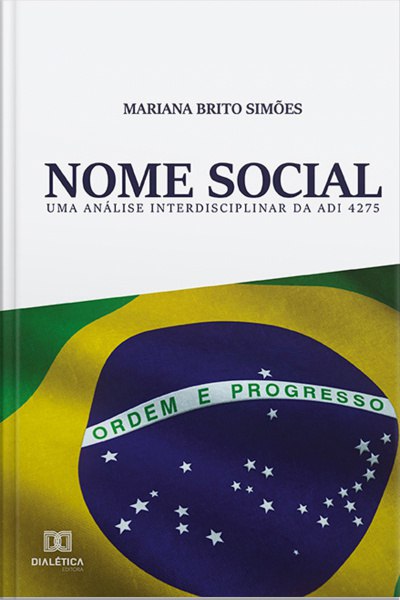 MARIANA BRITO SIMÕES
NOME SOCIAL
UMA ANÁLISE INTERDISCIPLINAR DA ADI 4275
ORDEM E PROGRESSO
DIALÉTICA
EDITORA